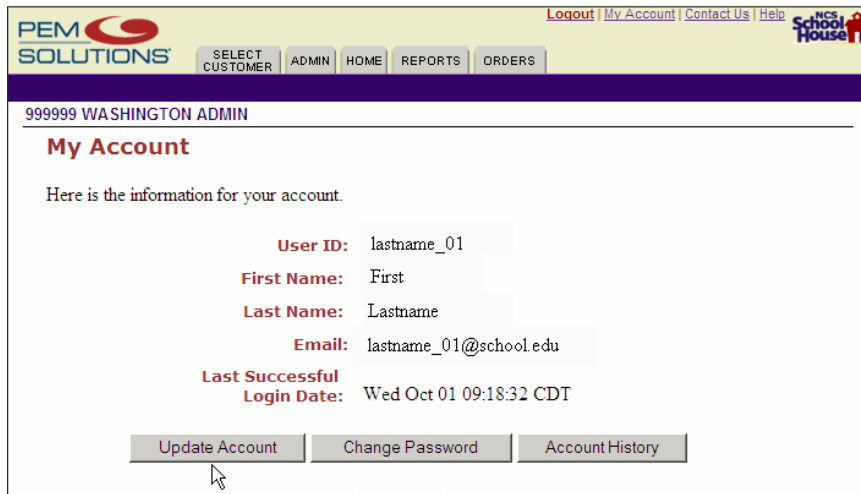 Logout | My Account | Contact Us | Help
NCS
School
House
PEM
SOLUTIONS
SELECT
CUSTOMER
ADMIN
HOME
REPORTS
ORDERS
999999 WASHINGTON ADMIN
My Account
Here is the information for your account.
User ID: lastname_01
First Name: First
Last Name: Lastname
Email: lastname_01@school.edu
Last Successful
Login Date: Wed Oct 01 09:18:32 CDT
Update Account
Change Password
Account History